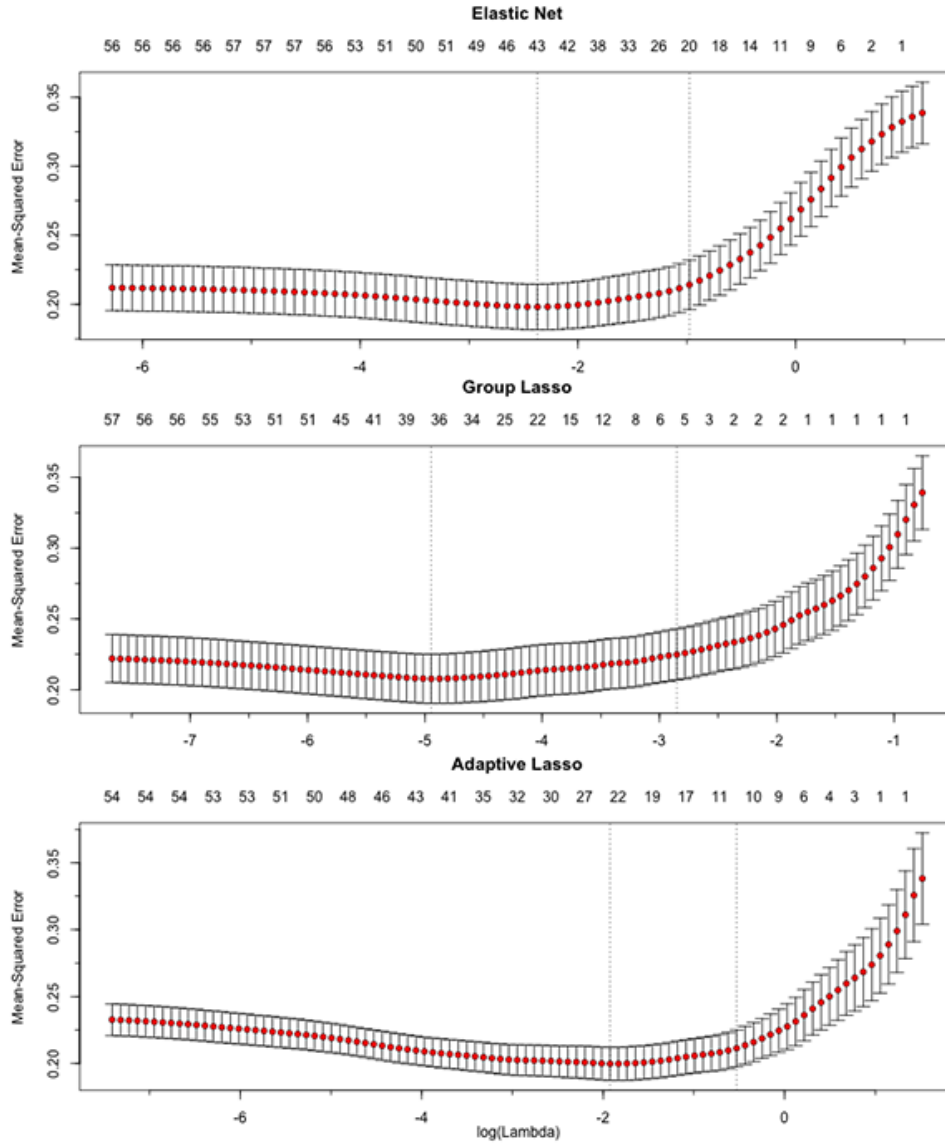 Elastic Net
56 56 56 56 57 57 57 56 53 51 50 51 49 46 43 42 38 33 26 20 18 14 11 9 6 2 1
Mean-Squared Error
0.35
0.30
0.25
0.20
-6 -4 -2 0
Group Lasso
57 56 56 55 53 51 51 45 41 39 36 34 25 22 15 12 8 6 5 3 2 2 2 1 1 1 1 1
Mean-Squared Error
0.35
0.30
0.25
0.20
-7 -6 -5 -4 -3 -2 -1
Adaptive Lasso
54 54 54 53 53 51 50 48 46 43 41 35 32 30 27 22 19 17 11 10 9 6 4 3 1 1
Mean-Squared Error
0.35
0.30
0.25
0.20
-6 -4 -2 0
log(Lambda)